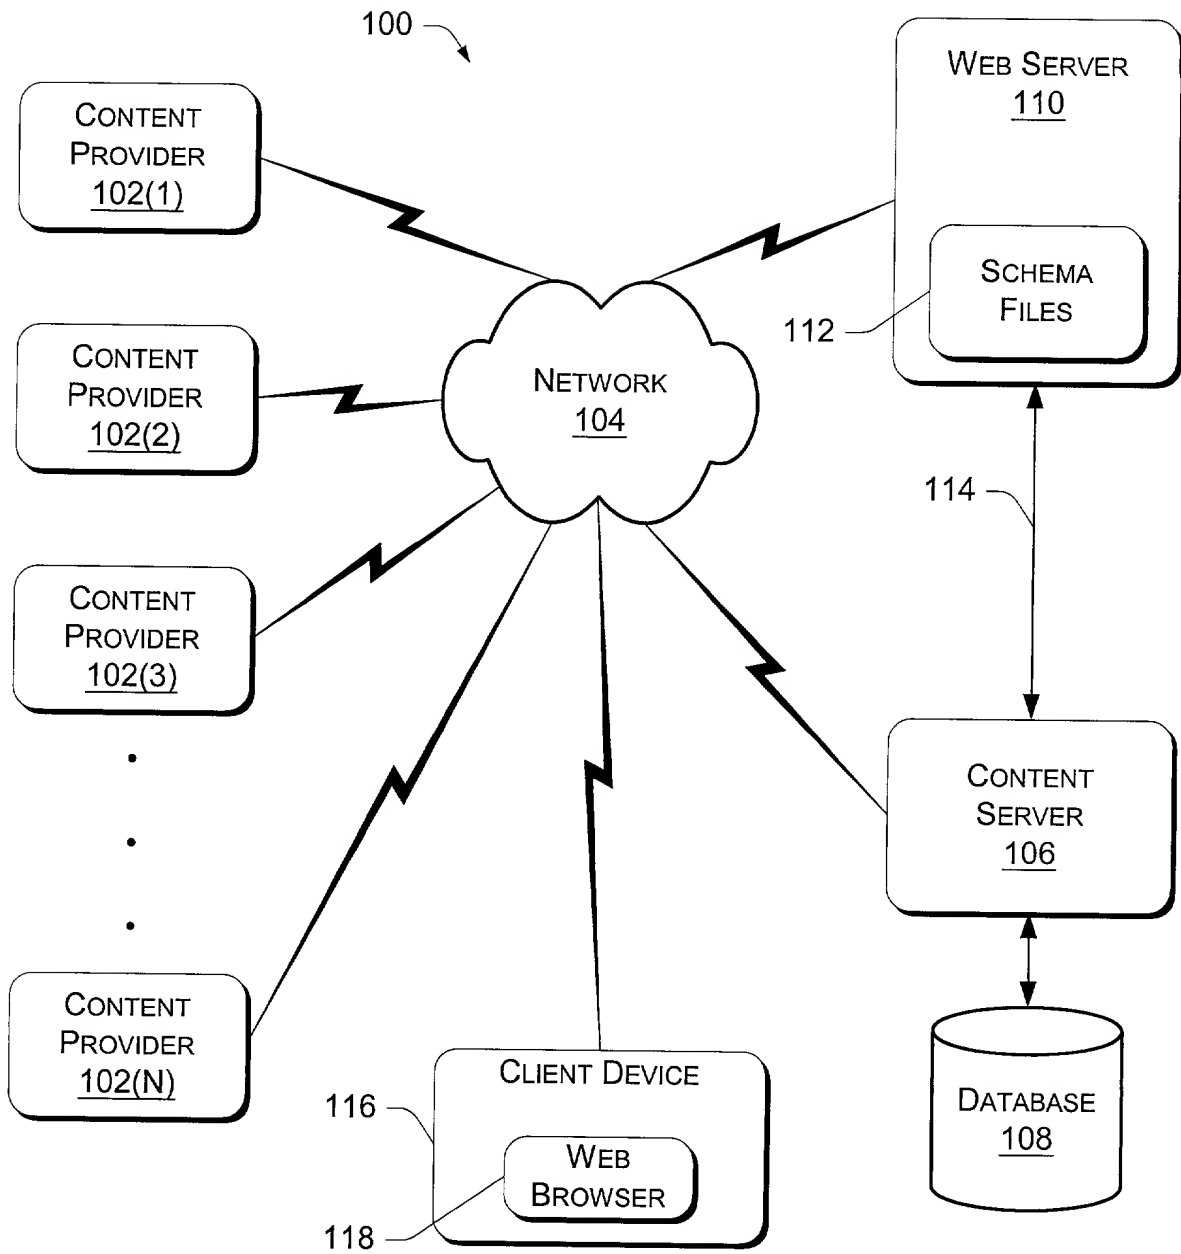 100
CONTENT
PROVIDER
102(1)
WEB SERVER
110
SCHEMA
FILES
112
CONTENT
PROVIDER
102(2)
NETWORK
104
114
CONTENT
PROVIDER
102(3)
CONTENT
SERVER
106
CONTENT
PROVIDER
102(N)
CLIENT DEVICE
116
WEB
BROWSER
118
DATABASE
108